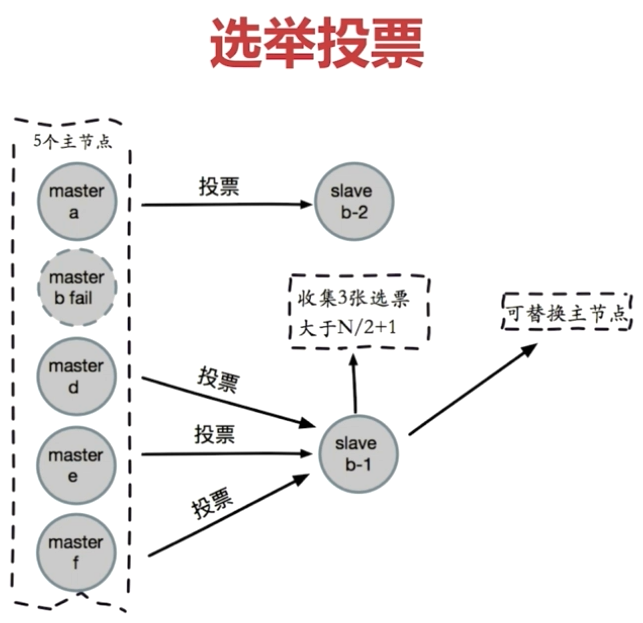 选举投票
5个主节点
master
a
投票
slave
b-2
master
b fail
收集3张选票
大于N/2+1
可替换主节点
master
d
投票
master
e
投票
slave
b-1
master
f
投票